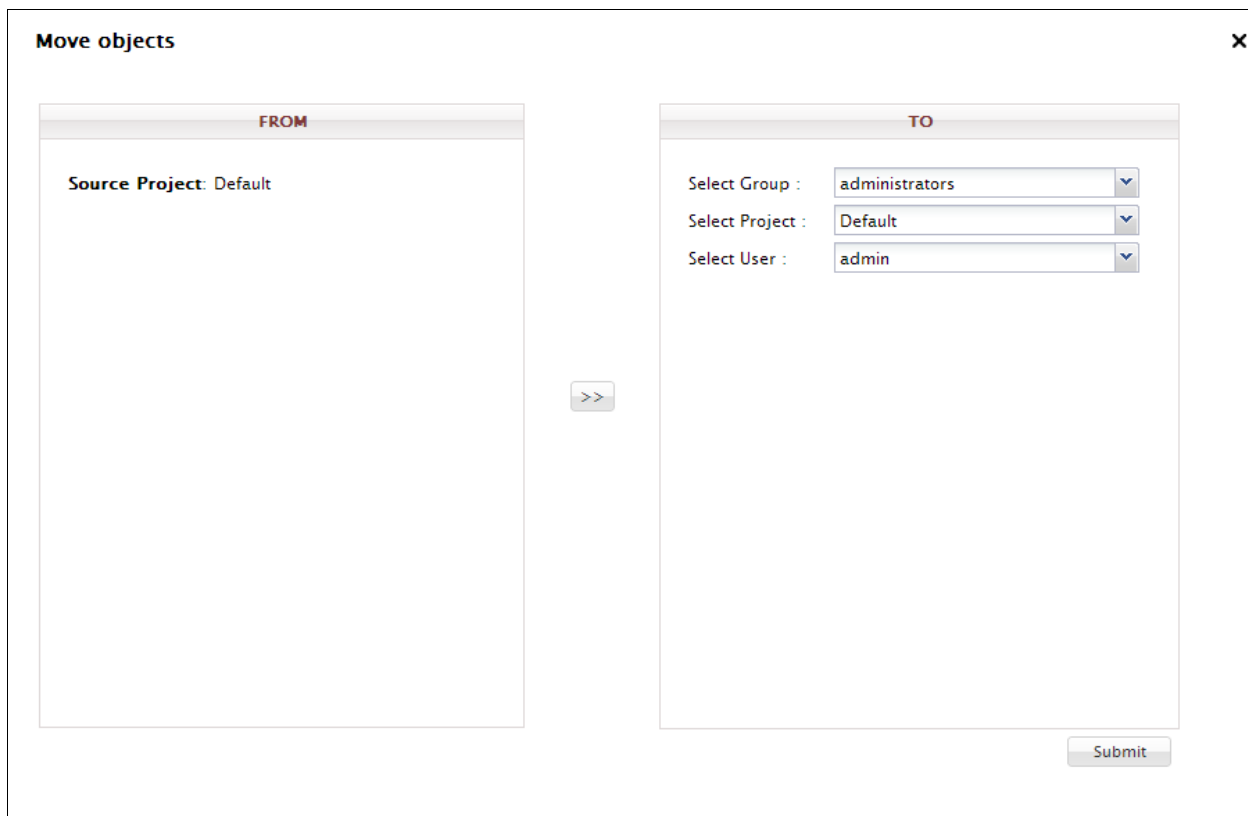 Move objects
FROM
Source Project: Default
>>
TO
Select Group : administrators
Select Project : Default
Select User : admin
Submit